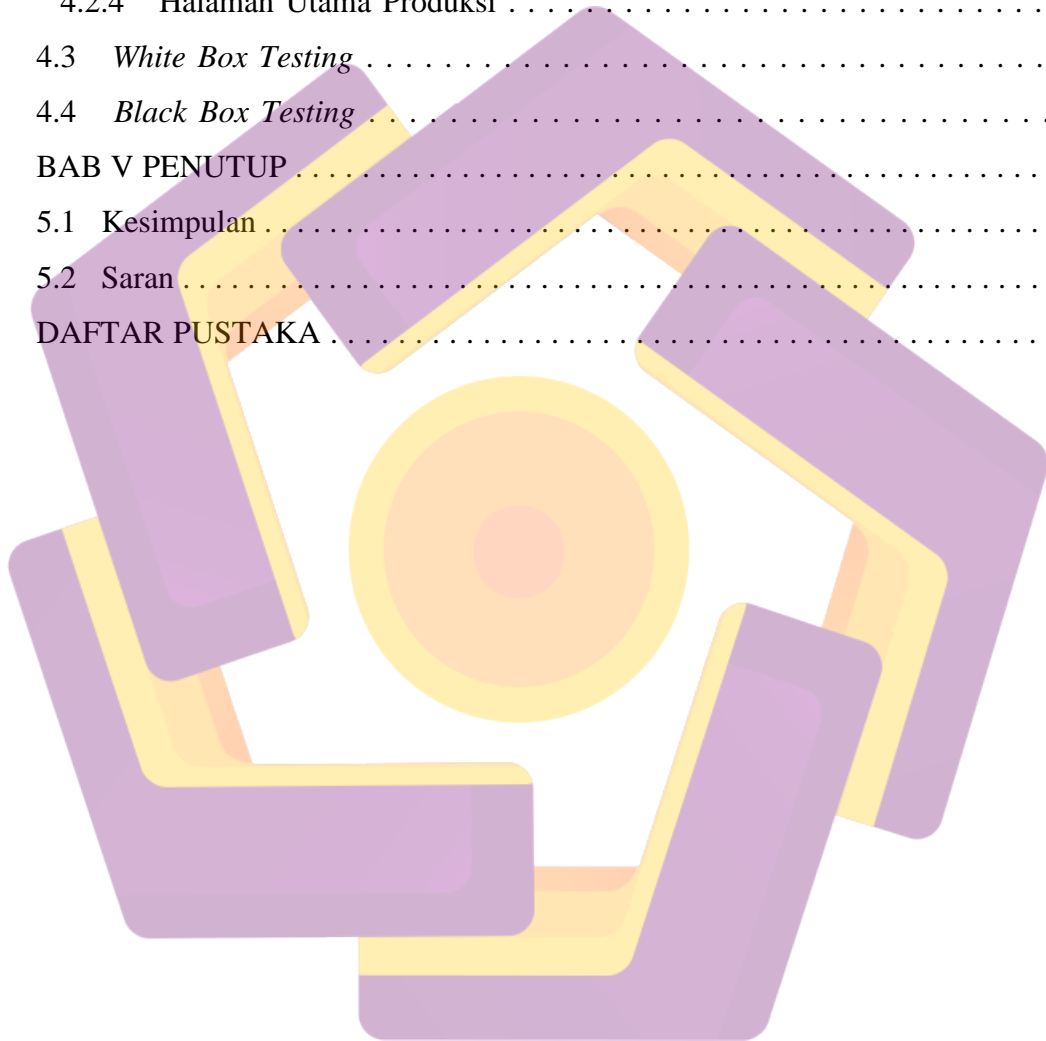 4.2.4 Halaman Utama Produksi . . . . . . . . . . . . . . . . . . . . . . . . . . . .
4.3 White Box Testing . . . . . . . . . . . . . . . . . . . . . . . . . . . . . . . . . . .
4.4 Black Box Testing . . . . . . . . . . . . . . . . . . . . . . . . . . . . . . . . . . .
BAB V PENUTUP . . . . . . . . . . . . . . . . . . . . . . . . . . . . . . . . . . . . . .
5.1 Kesimpulan . . . . . . . . . . . . . . . . . . . . . . . . . . . . . . . . . . . . . . . .
5.2 Saran . . . . . . . . . . . . . . . . . . . . . . . . . . . . . . . . . . . . . . . . . . . .
DAFTAR PUSTAKA . . . . . . . . . . . . . . . . . . . . . . . . . . . . . . . . . . . .